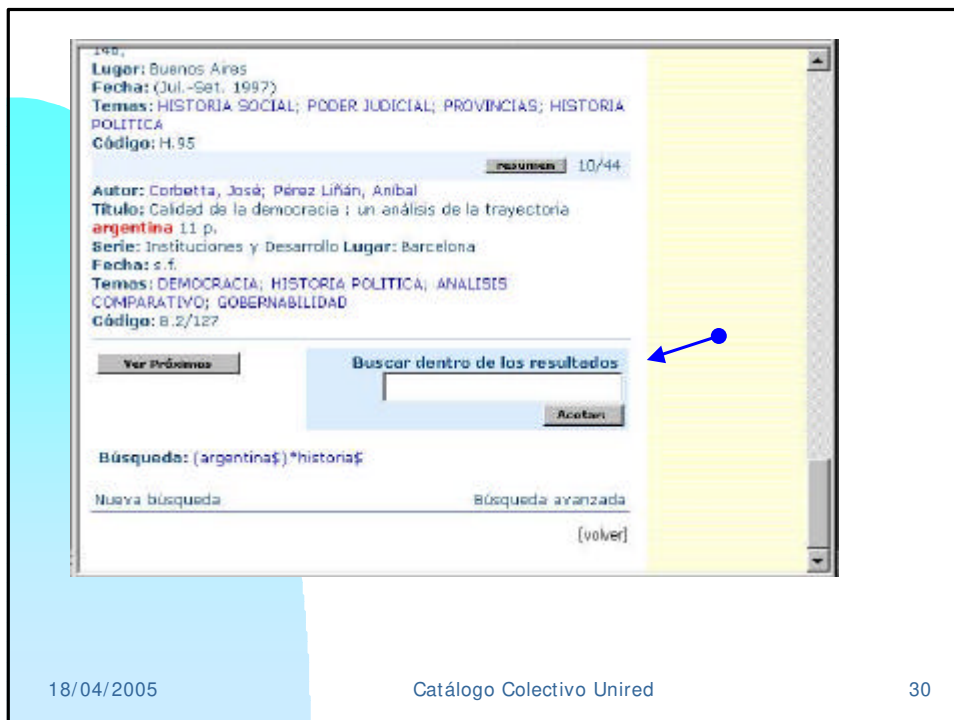 146,
Lugar: Buenos Aires
Fecha: (Jul.-Set. 1997)
Temas: HISTORIA SOCIAL; PODER JUDICIAL; PROVINCIAS; HISTORIA
POLITICA
Código: H.95
resumen 10/44
Autor: Corbetta, José; Pérez Liñán, Aníbal
Título: Calidad de la democracia : un análisis de la trayectoria
argentina 11 p.
Serie: Instituciones y Desarrollo Lugar: Barcelona
Fecha: s.f.
Temas: DEMOCRACIA; HISTORIA POLITICA; ANALISIS
COMPARATIVO; GOBERNABILIDAD
Código: B.2/127
Ver Próximos
Buscar dentro de los resultados
Acotar
Búsqueda: (argentina$)*historia$
Nueva búsqueda Búsqueda avanzada
[volver]
18/04/2005 Catálogo Colectivo Unired 30